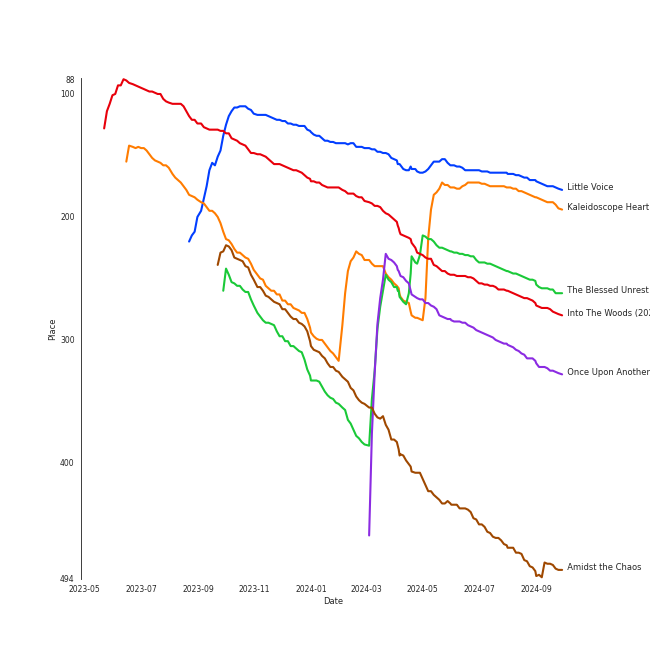 88
100
200
300
400
494
Place
2023-05
2023-07
2023-09
2023-11
2024-01
2024-03
2024-05
2024-07
2024-09
Date
Little Voice
Kaleidoscope Heart
The Blessed Unrest
Into The Woods (202
Once Upon Another
Amidst the Chaos